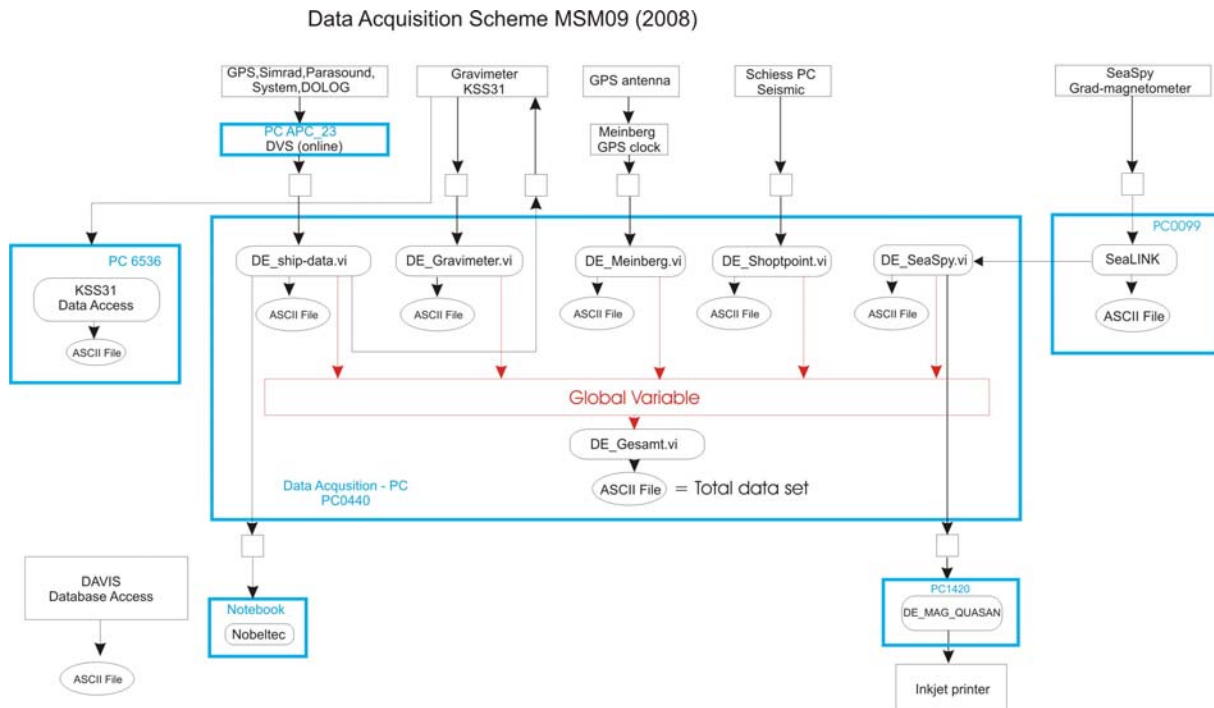 Data Acquisition Scheme MSM09 (2008)
GPS,Simrad,Parasound,
System,DOLOG
Gravimeter
KSS31
GPS antenna
Schiess PC
Seismic
SeaSpy
Grad-magnetometer
PC APC_23
DVS (online)
Meinberg
GPS clock
PC 6536
KSS31
Data Access
ASCII File
DE_ship-data.vi
DE_Gravimeter.vi
DE_Meinberg.vi
DE_Shoptpoint.vi
DE_SeaSpy.vi
ASCII File
ASCII File
ASCII File
ASCII File
ASCII File
PC0099
SeaLINK
ASCII File
Global Variable
DE_Gesamt.vi
ASCII File = Total data set
Data Acqusition - PC
PC0440
DAVIS
Database Access
ASCII File
Notebook
Nobeltec
PC1420
DE_MAG_QUASAN
Inkjet printer